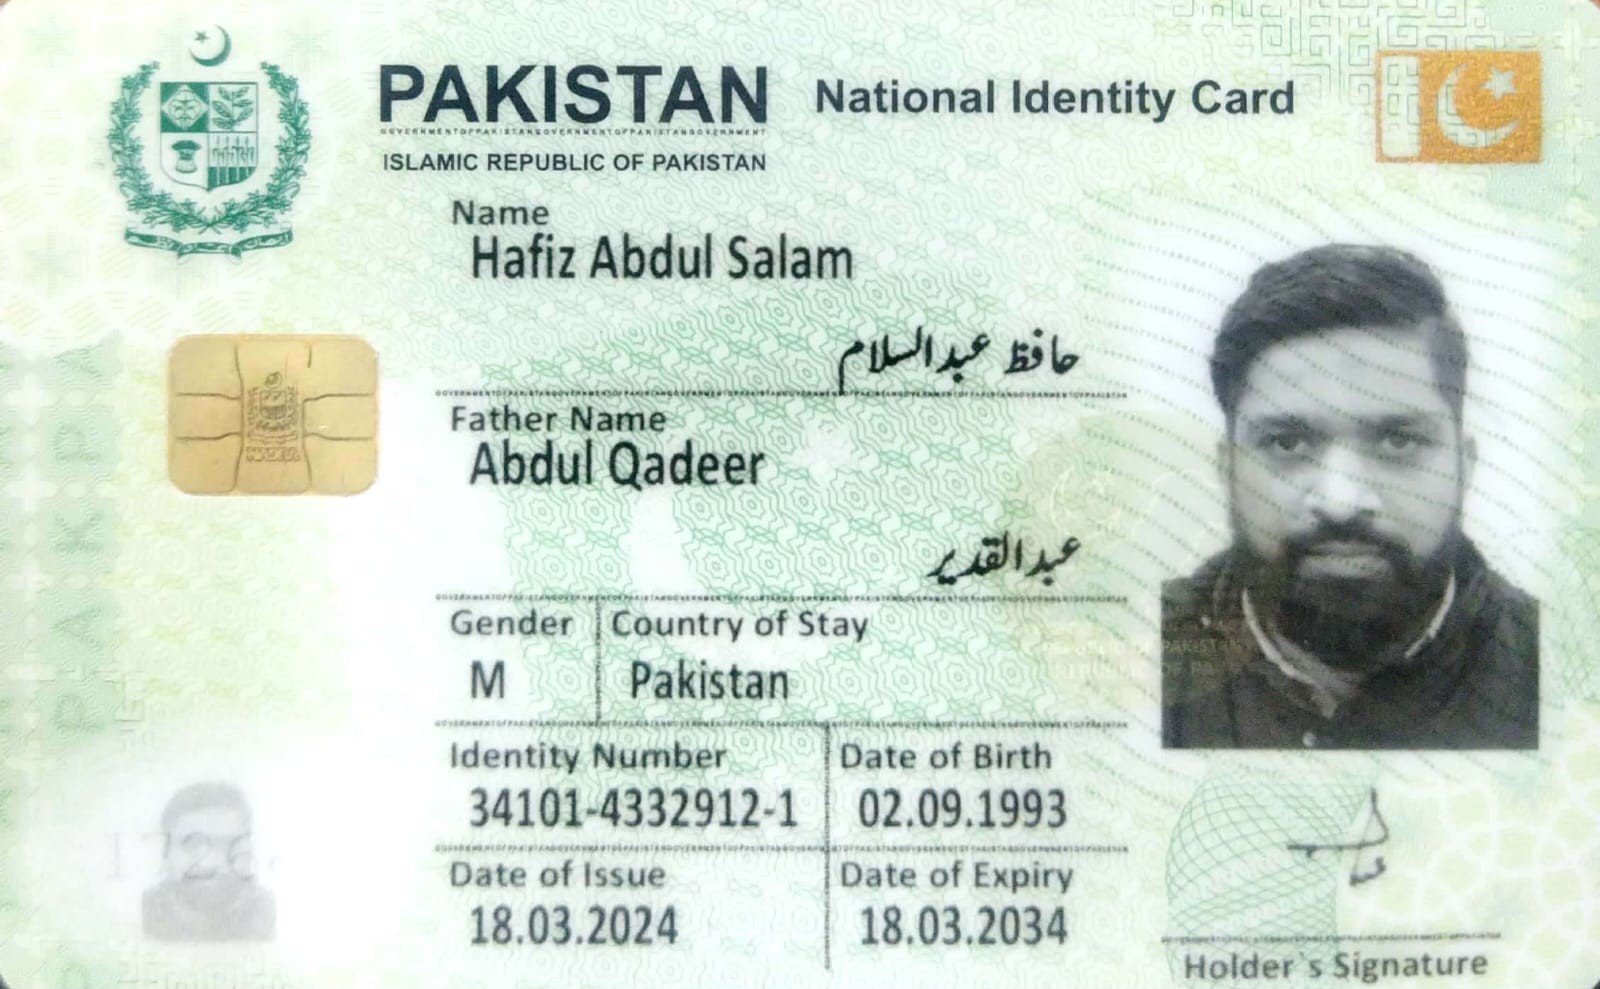 PAKISTAN National Identity Card
ISLAMIC REPUBLIC OF PAKISTAN
Name
Hafiz Abdul Salam
حافظ عبدالسلام
Father Name
Abdul Qadeer
عبدالقدیر
Gender Country of Stay
M Pakistan
Identity Number Date of Birth
34101-4332912-1 02.09.1993
Date of Issue Date of Expiry
18.03.2024 18.03.2034
Holder`s Signature